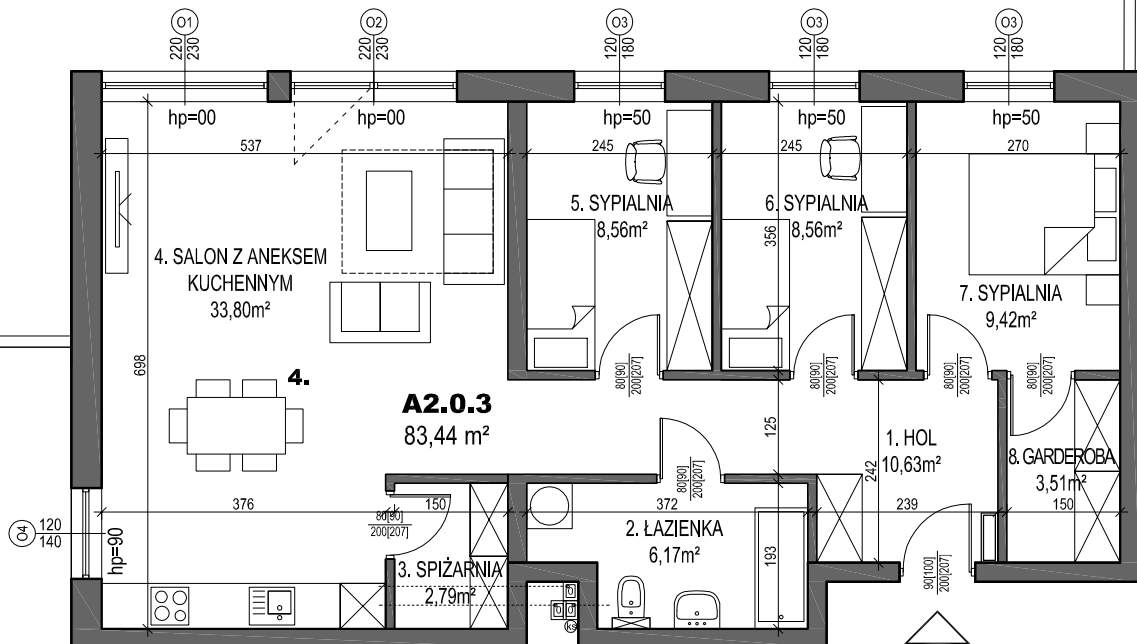 O1
220
230
O2
220
230
O3
120
180
O3
120
180
O3
120
180
hp=00
hp=00
hp=50
hp=50
hp=50
537
245
245
270
5. SYPIALNIA
8,56m²
6. SYPIALNIA
8,56m²
356
4. SALON Z ANEKSEM
KUCHENNYM
33,80m²
7. SYPIALNIA
9,42m²
698
80[90]
200[207]
80[90]
200[207]
80[90]
200[207]
80[90]
200[207]
4.
A2.0.3
83,44 m²
125
1. HOL
10,63m²
242
8. GARDEROBA
3,51m²
80[90]
200[207]
376
150
372
239
150
O4
120
140
hp=90
80[90]
200[207]
2. ŁAZIENKA
6,17m²
193
3. SPIŻARNIA
2,79m²
90[100]
200[207]
ks